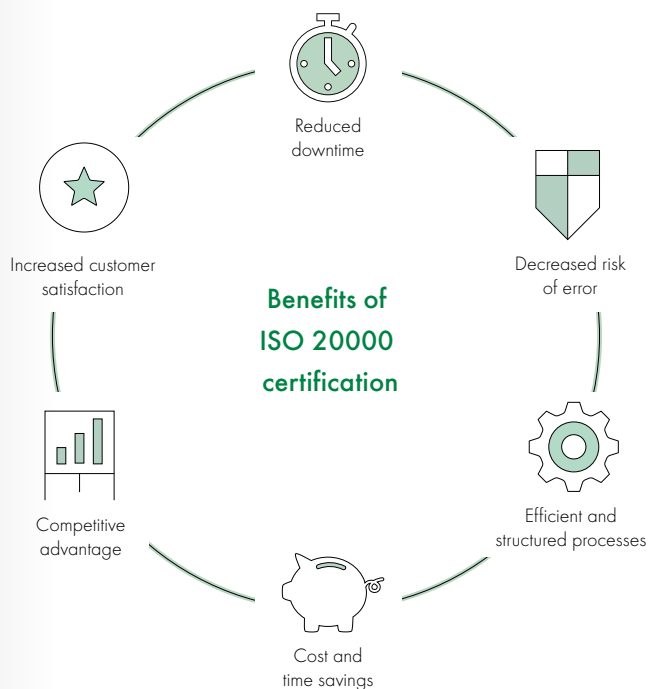 Reduced
downtime
Increased customer
satisfaction
Decreased risk
of error
Benefits of
ISO 20000
certification
Competitive
advantage
Efficient and
structured processes
Cost and
time savings